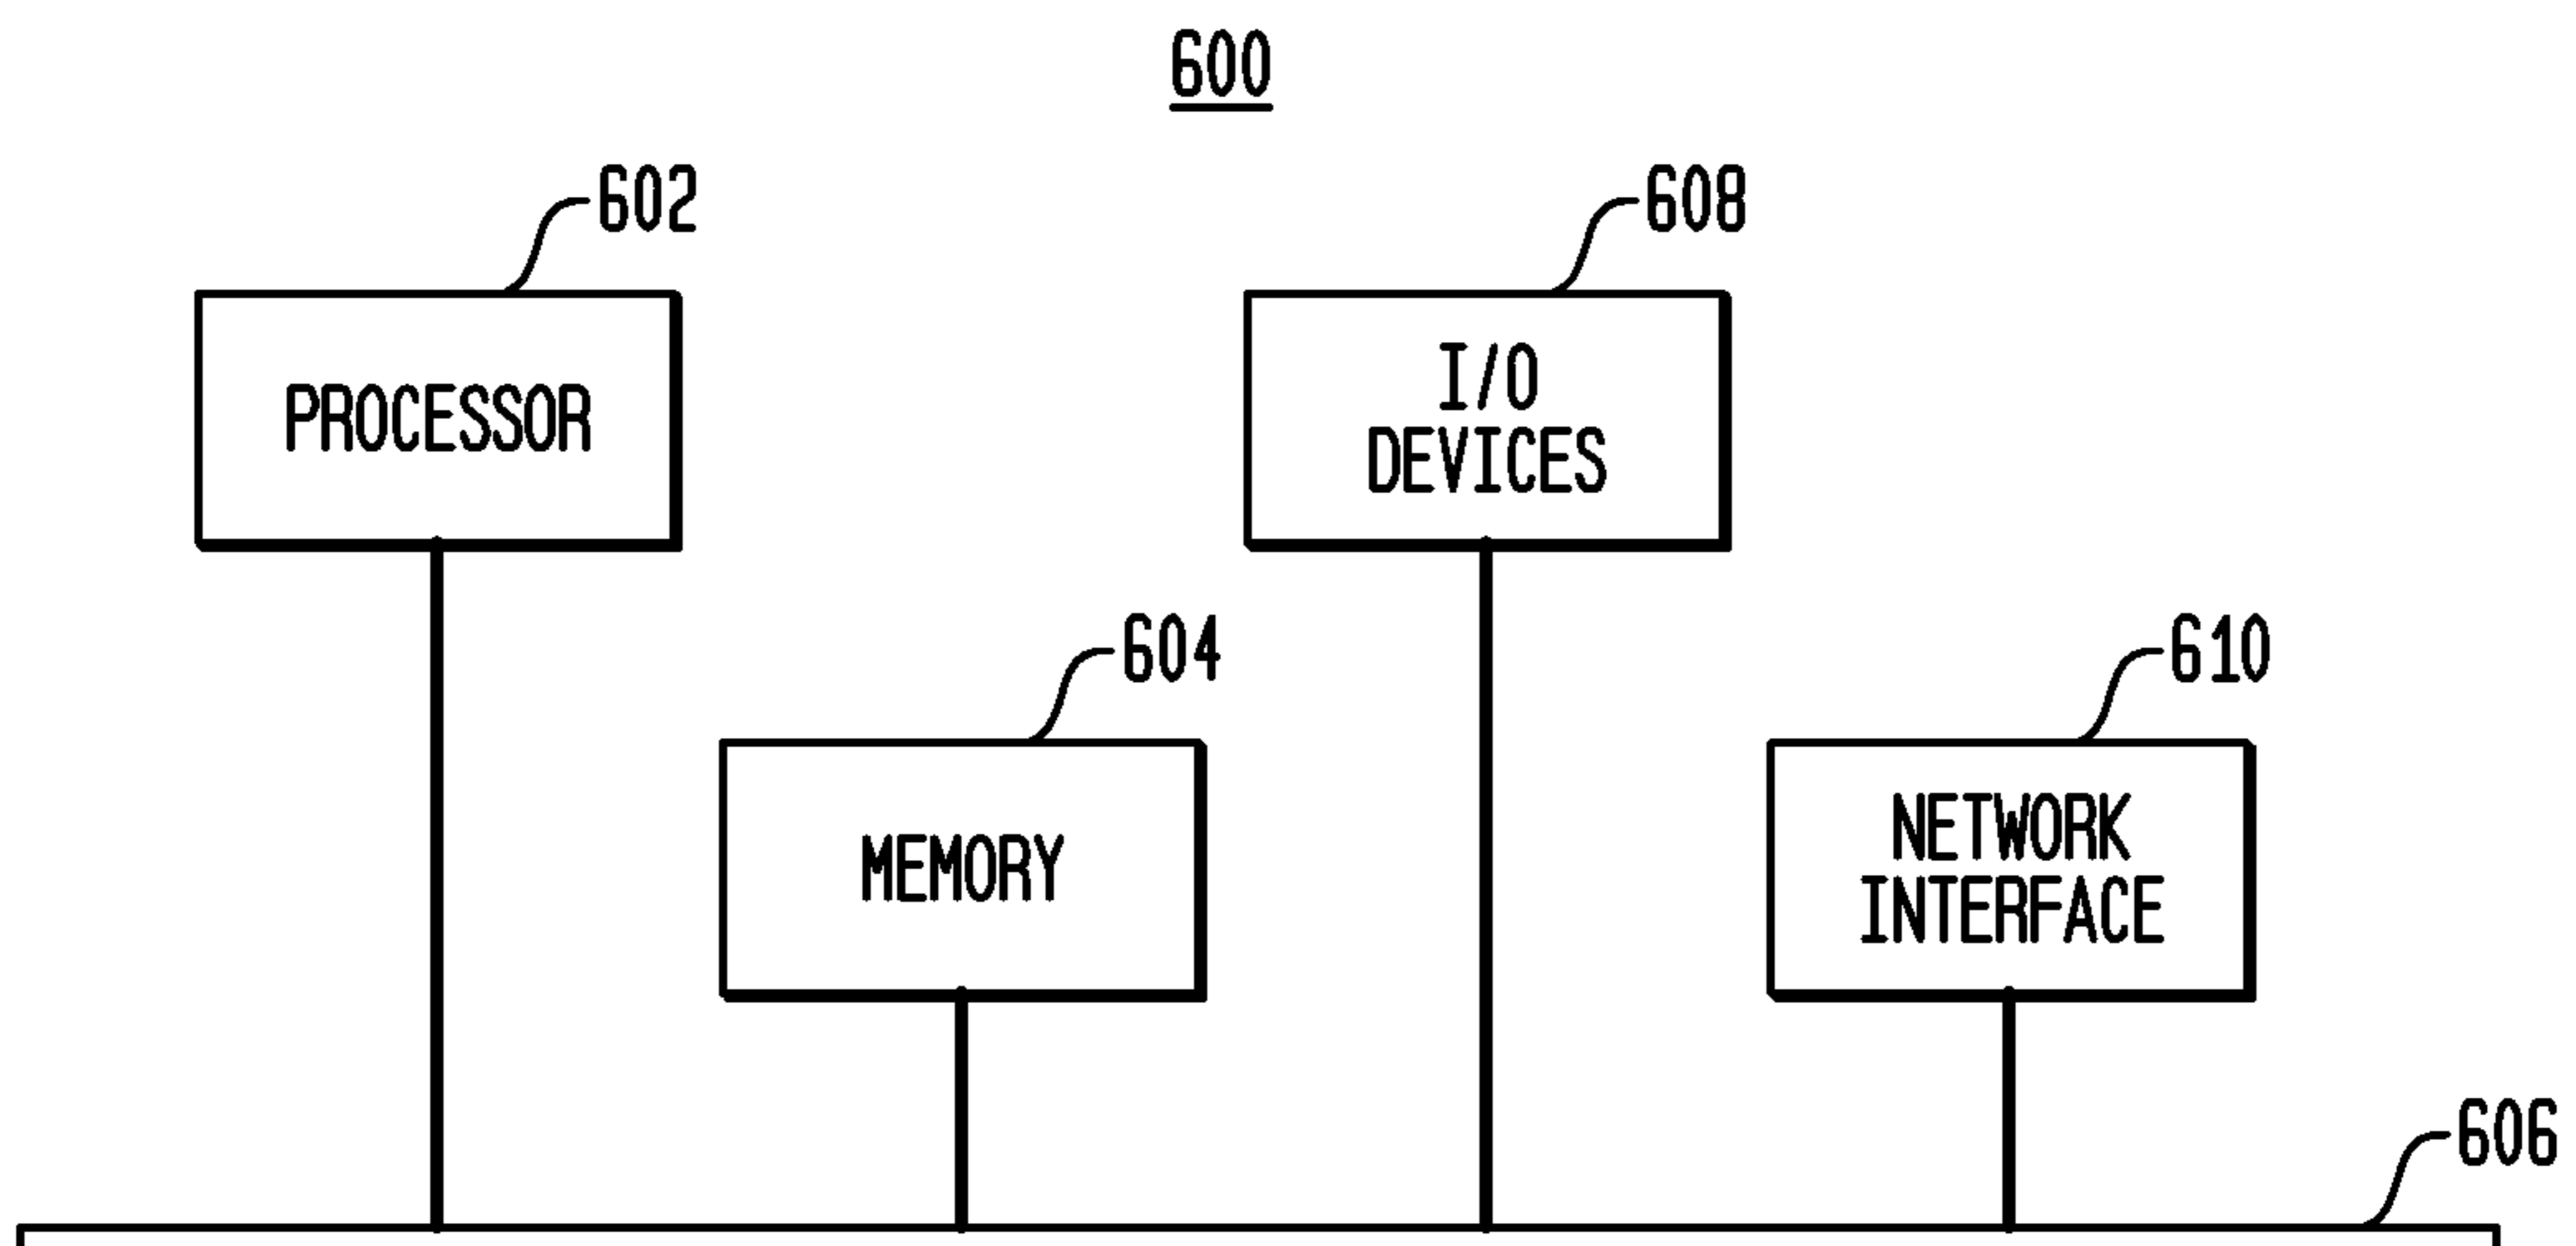 600
602
608
PROCESSOR
I/O
DEVICES
604
610
MEMORY
NETWORK
INTERFACE
606